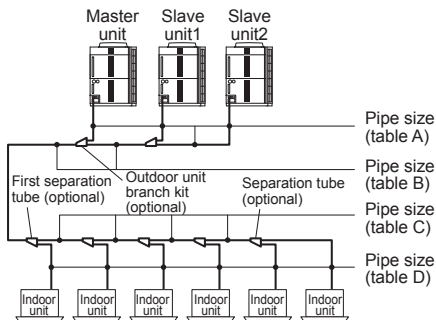 Master
unit
Slave
unit1
Slave
unit2
Pipe size
(table A)
Pipe size
(table B)
First separation
tube (optional)
Outdoor unit
branch kit
(optional)
Separation tube
(optional)
Pipe size
(table C)
Pipe size
(table D)
Indoor
unit
Indoor
unit
Indoor
unit
Indoor
unit
Indoor
unit
Indoor
unit